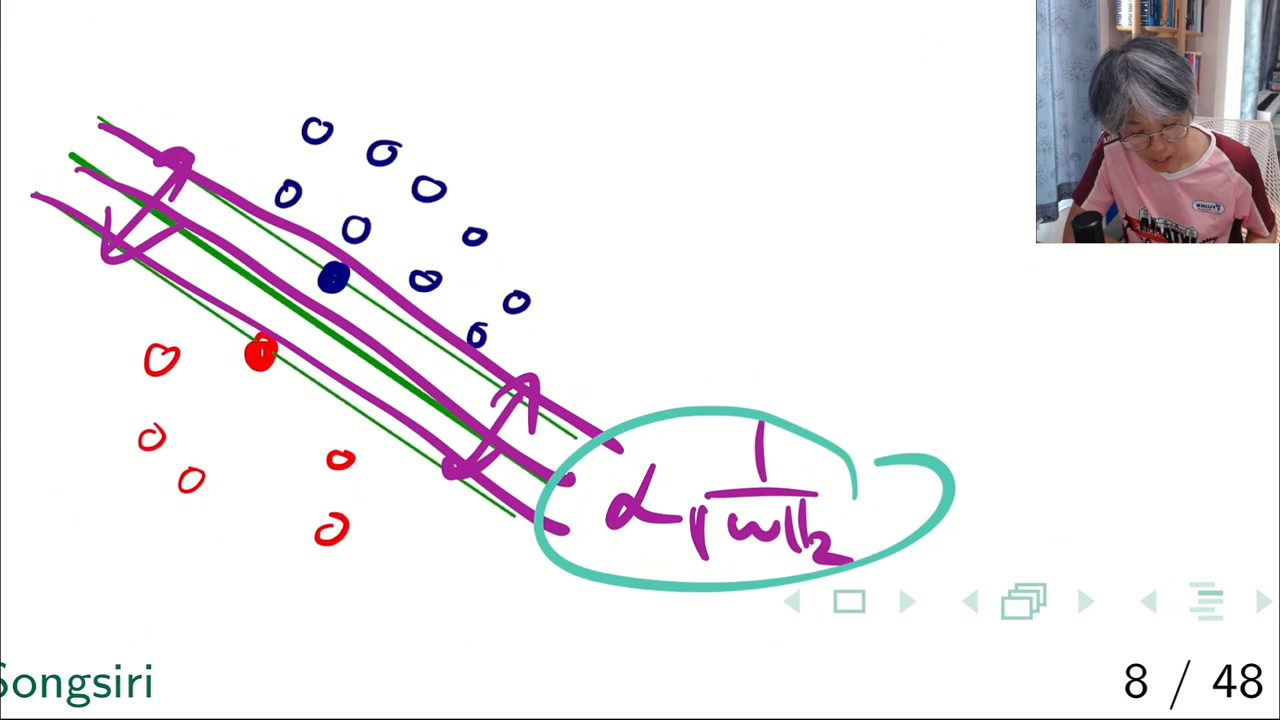 ∝ 1/‖w‖₂
Songsiri
8 / 48